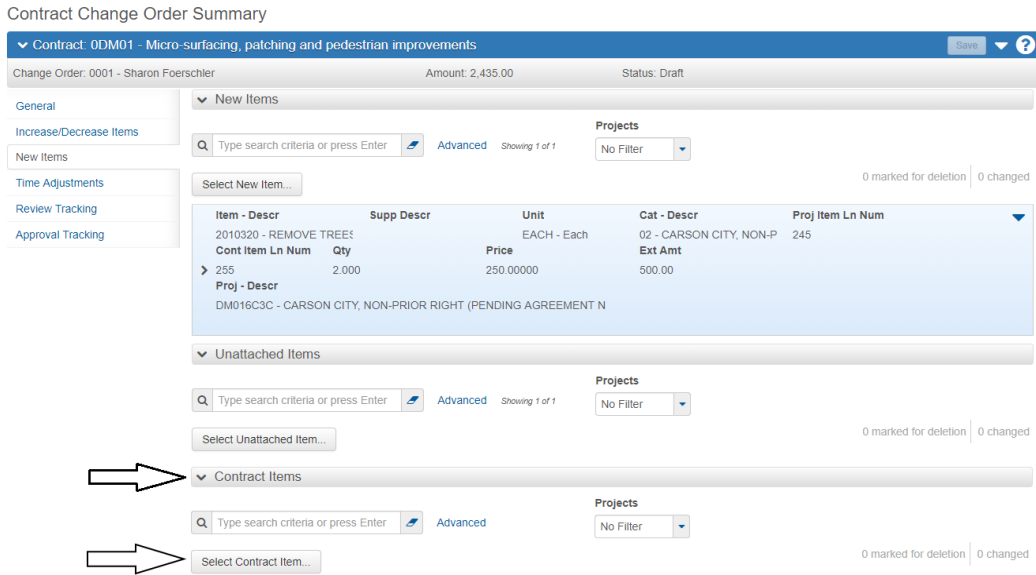 Contract Change Order Summary
Contract: 0DM01 - Micro-surfacing, patching and pedestrian improvements Save ?
Change Order: 0001 - Sharon Foerschler Amount: 2,435.00 Status: Draft
General
Increase/Decrease Items
New Items
Time Adjustments
Review Tracking
Approval Tracking
New Items
Projects
Type search criteria or press Enter Advanced Showing 1 of 1 No Filter
Select New Item... 0 marked for deletion 0 changed
Item - Descr Supp Descr Unit Cat - Descr Proj Item Ln Num
2010320 - REMOVE TREES EACH - Each 02 - CARSON CITY, NON-P 245
Cont Item Ln Num Qty Price Ext Amt
255 2.000 250.00000 500.00
Proj - Descr
DM016C3C - CARSON CITY, NON-PRIOR RIGHT (PENDING AGREEMENT N
Unattached Items
Projects
Type search criteria or press Enter Advanced Showing 1 of 1 No Filter
Select Unattached Item... 0 marked for deletion 0 changed
Contract Items
Projects
Type search criteria or press Enter Advanced No Filter
Select Contract Item... 0 marked for deletion 0 changed